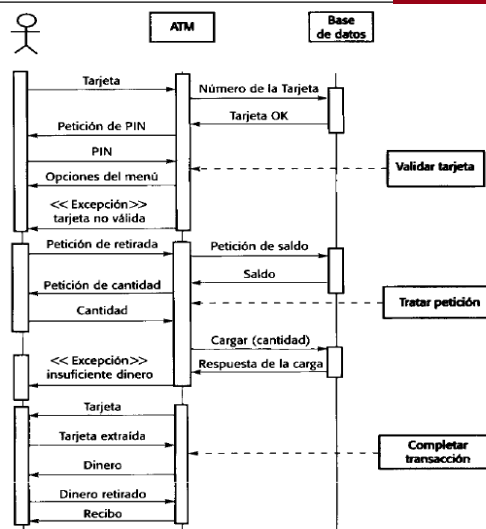 ATM
Base
de datos
Tarjeta
Número de la Tarjeta
Tarjeta OK
Petición de PIN
PIN
Validar tarjeta
Opciones del menú
<< Excepción>>
tarjeta no válida
Petición de retirada
Petición de saldo
Saldo
Petición de cantidad
Tratar petición
Cantidad
Cargar (cantidad)
<< Excepción>>
insuficiente dinero
Respuesta de la carga
Tarjeta
Tarjeta extraída
Completar
transacción
Dinero
Dinero retirado
Recibo